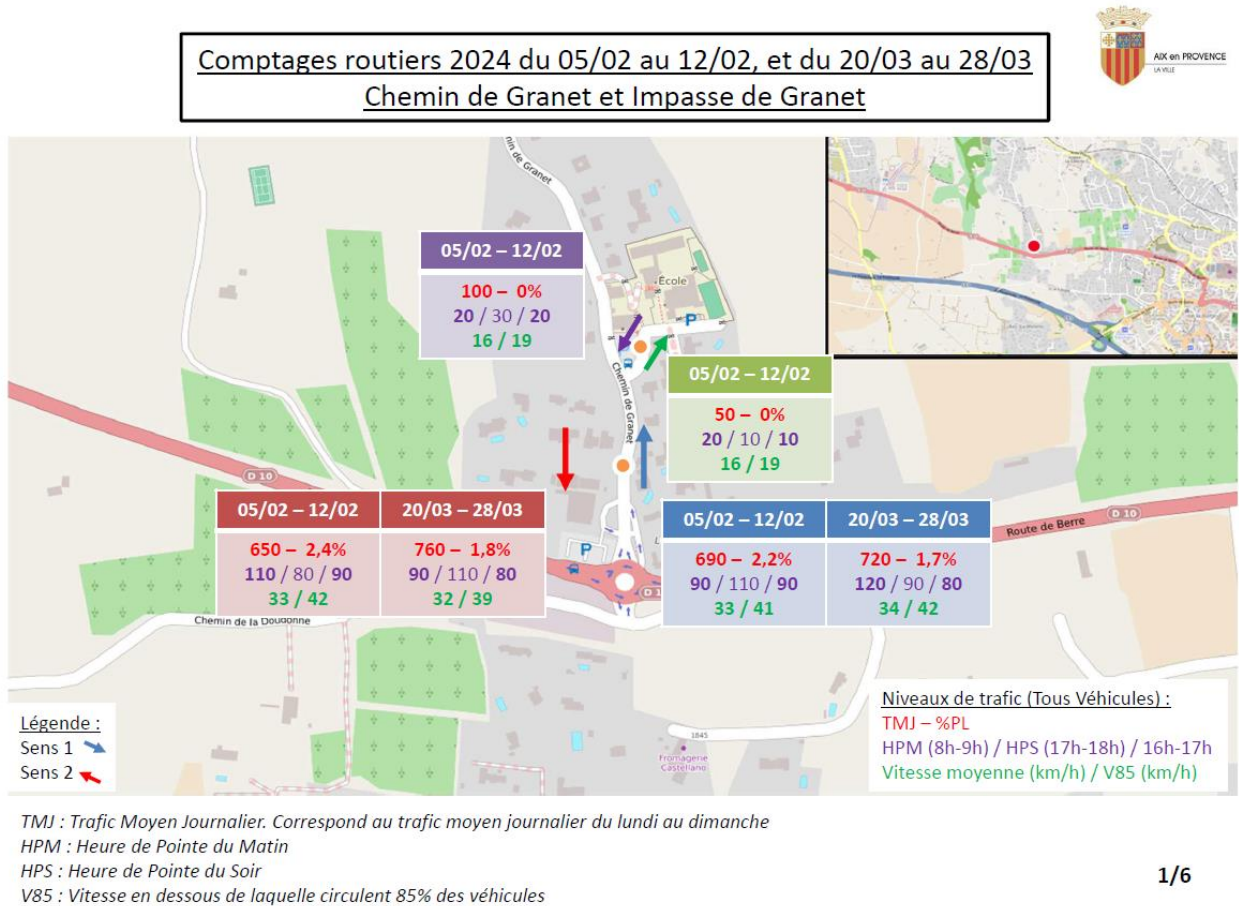 Comptages routiers 2024 du 05/02 au 12/02, et du 20/03 au 28/03
Chemin de Granet et Impasse de Granet
AIX en PROVENCE
LA VILLE
in de Granet
05/02 – 12/02
100 – 0%
20 / 30 / 20
16 / 19
École
P
Chemin de Granet
05/02 – 12/02
50 – 0%
20 / 10 / 10
16 / 19
D 10
05/02 – 12/02 20/03 – 28/03
650 – 2,4% 760 – 1,8%
110 / 80 / 90 90 / 110 / 80
33 / 42 32 / 39
P
D 1
05/02 – 12/02 20/03 – 28/03
690 – 2,2% 720 – 1,7%
90 / 110 / 90 120 / 90 / 80
33 / 41 34 / 42
Route de Berre
D 10
Chemin de la Doudonne
1845
Fromagerie
Castellano
Légende :
Sens 1
Sens 2
Niveaux de trafic (Tous Véhicules) :
TMJ – %PL
HPM (8h-9h) / HPS (17h-18h) / 16h-17h
Vitesse moyenne (km/h) / V85 (km/h)
TMJ : Trafic Moyen Journalier. Correspond au trafic moyen journalier du lundi au dimanche
HPM : Heure de Pointe du Matin
HPS : Heure de Pointe du Soir
V85 : Vitesse en dessous de laquelle circulent 85% des véhicules
1/6